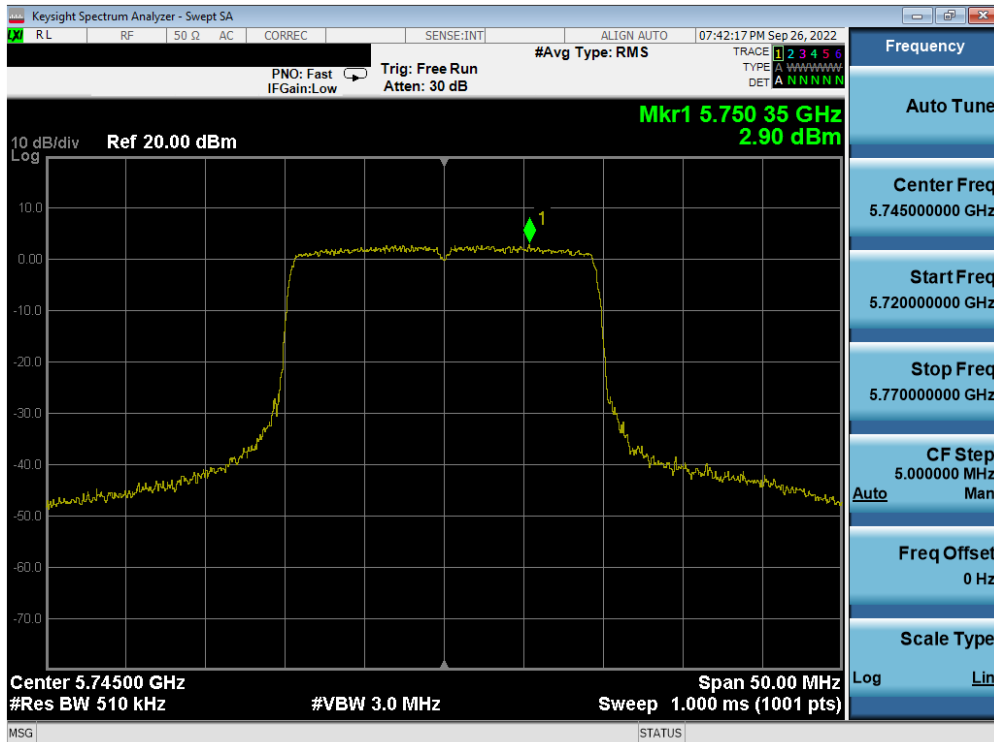 Keysight Spectrum Analyzer - Swept SA
LXI RL RF 50 Ω AC CORREC SENSE:INT ALIGN AUTO 07:42:17 PM Sep 26, 2022
PNO: Fast
IFGain:Low
Trig: Free Run
Atten: 30 dB
#Avg Type: RMS
TRACE 1 2 3 4 5 6
TYPE A WWWWW
DET A N N N N N
Mkr1 5.750 35 GHz
2.90 dBm
10 dB/div
Log
Ref 20.00 dBm
10.0
0.00
-10.0
-20.0
-30.0
-40.0
-50.0
-60.0
-70.0
1
Center 5.74500 GHz
Span 50.00 MHz
#Res BW 510 kHz
#VBW 3.0 MHz
Sweep 1.000 ms (1001 pts)
MSG
STATUS
Frequency
Auto Tune
Center Freq
5.745000000 GHz
Start Freq
5.720000000 GHz
Stop Freq
5.770000000 GHz
CF Step
5.000000 MHz
Auto Man
Freq Offset
0 Hz
Scale Type
Log Lin